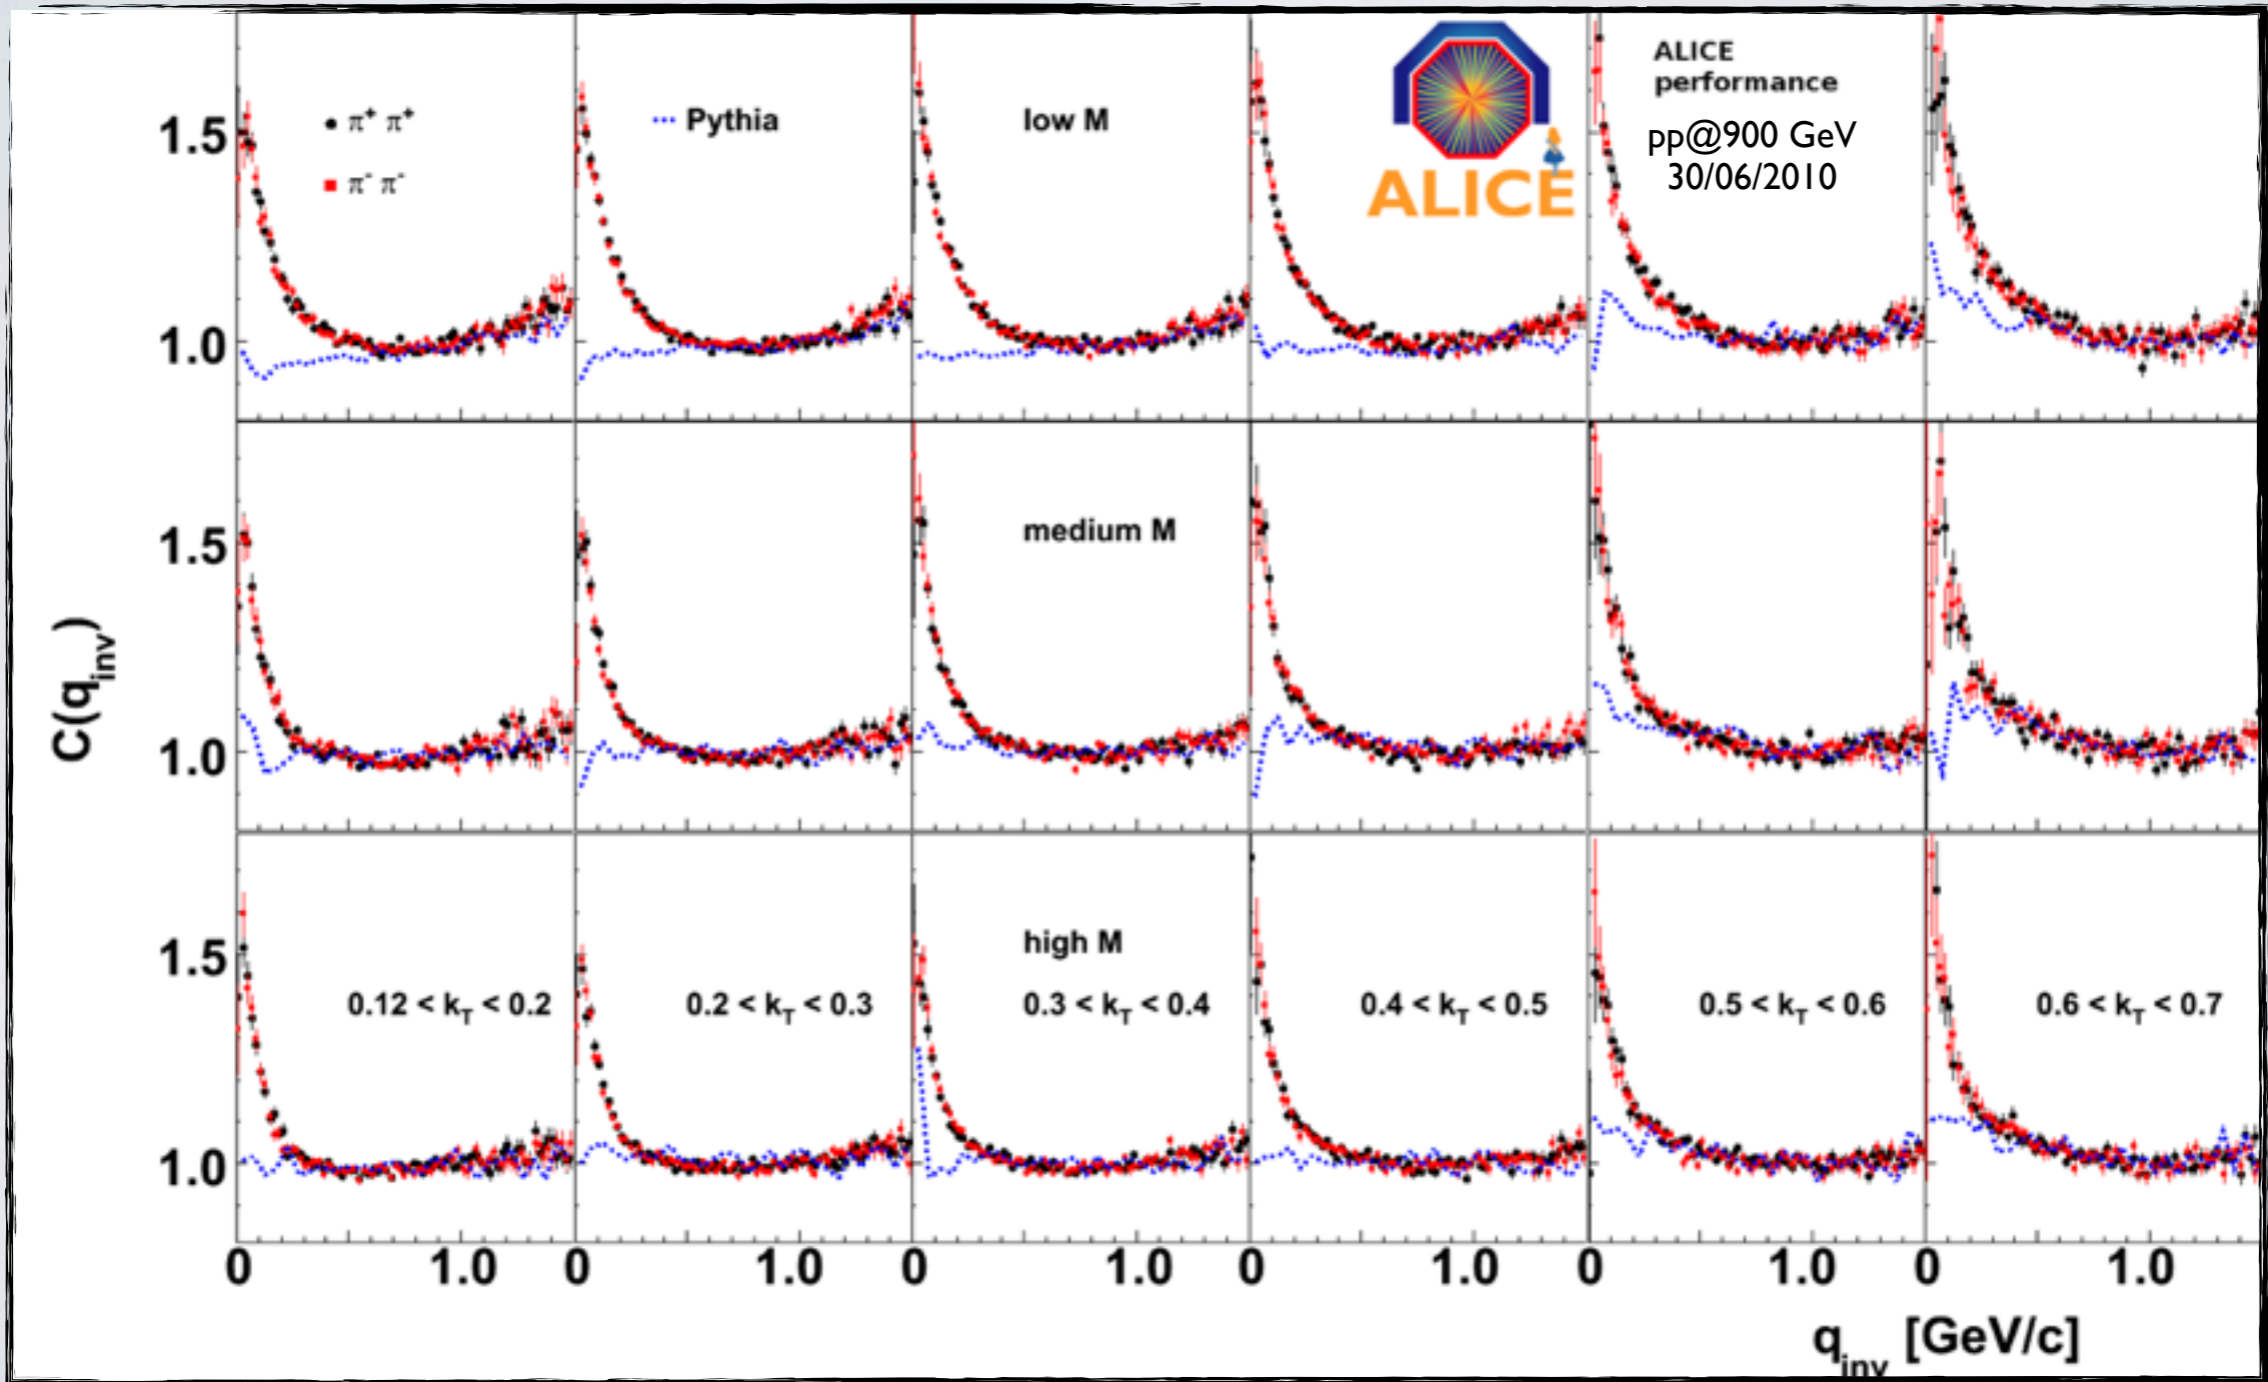 π⁺ π⁺
π⁻ π⁻
Pythia
low M
ALICE
ALICE
performance
pp@900 GeV
30/06/2010
1.5
1.0
medium M
1.5
1.0
C(q_inv)
high M
1.5
1.0
0.12 < k_T < 0.2
0.2 < k_T < 0.3
0.3 < k_T < 0.4
0.4 < k_T < 0.5
0.5 < k_T < 0.6
0.6 < k_T < 0.7
0 1.0 0 1.0 0 1.0 0 1.0 0 1.0 0 1.0
q_inv [GeV/c]